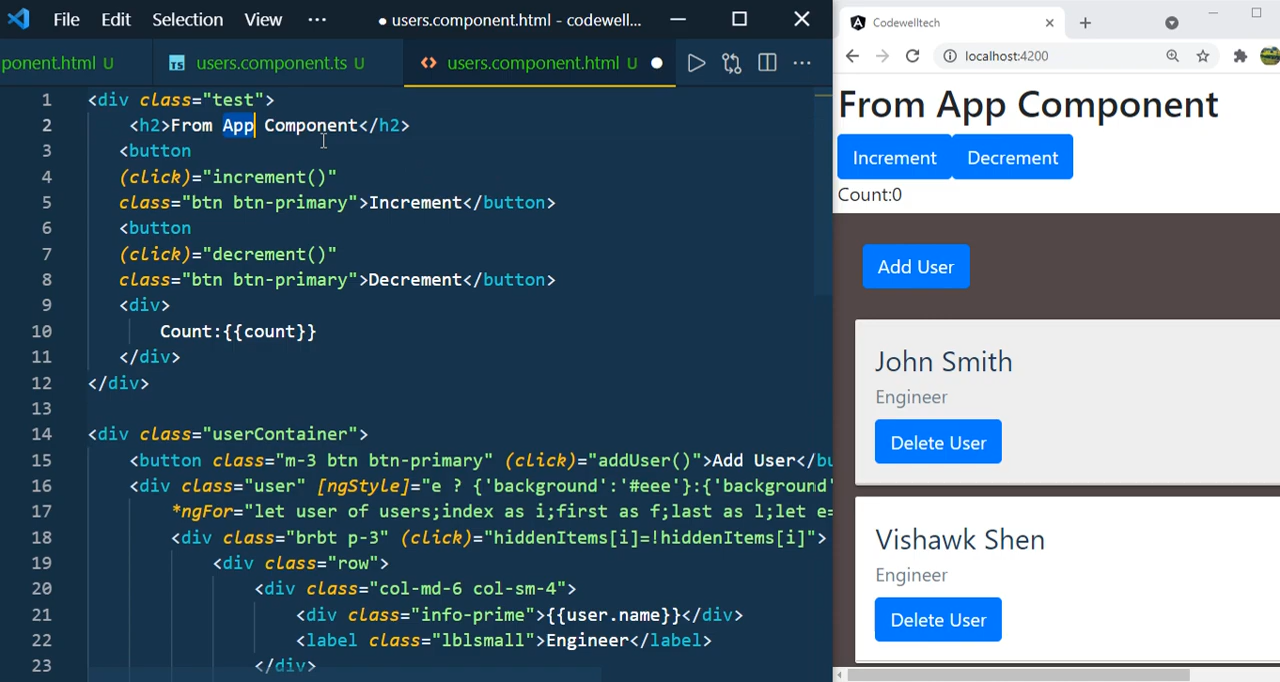 File Edit Selection View ··· ● users.component.html - codewell...
ponent.html U users.component.ts U users.component.html U ●
1 <div class="test">
2 <h2>From App Component</h2>
3 <button
4 (click)="increment()"
5 class="btn btn-primary">Increment</button>
6 <button
7 (click)="decrement()"
8 class="btn btn-primary">Decrement</button>
9 <div>
10 Count:{{count}}
11 </div>
12 </div>
13
14 <div class="userContainer">
15 <button class="m-3 btn btn-primary" (click)="addUser()">Add User</bu
16 <div class="user" [ngStyle]="e ? {'background':'#eee'}:{'background'
17 *ngFor="let user of users;index as i;first as f;last as l;let e=
18 <div class="brbt p-3" (click)="hiddenItems[i]=!hiddenItems[i]">
19 <div class="row">
20 <div class="col-md-6 col-sm-4">
21 <div class="info-prime">{{user.name}}</div>
22 <label class="lblsmall">Engineer</label>
23 </div>
Codewelltech
localhost:4200
From App Component
Increment Decrement
Count:0
Add User
John Smith
Engineer
Delete User
Vishawk Shen
Engineer
Delete User